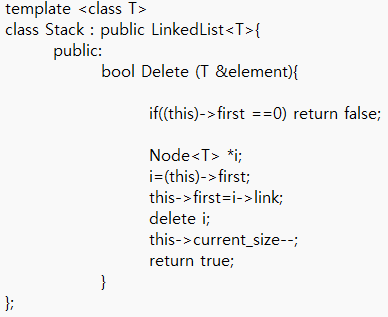 template <class T>
class Stack : public LinkedList<T>{
public:
bool Delete (T &element){
if((this)->first ==0) return false;
Node<T> *i;
i=(this)->first;
this->first=i->link;
delete i;
this->current_size--;
return true;
}
};